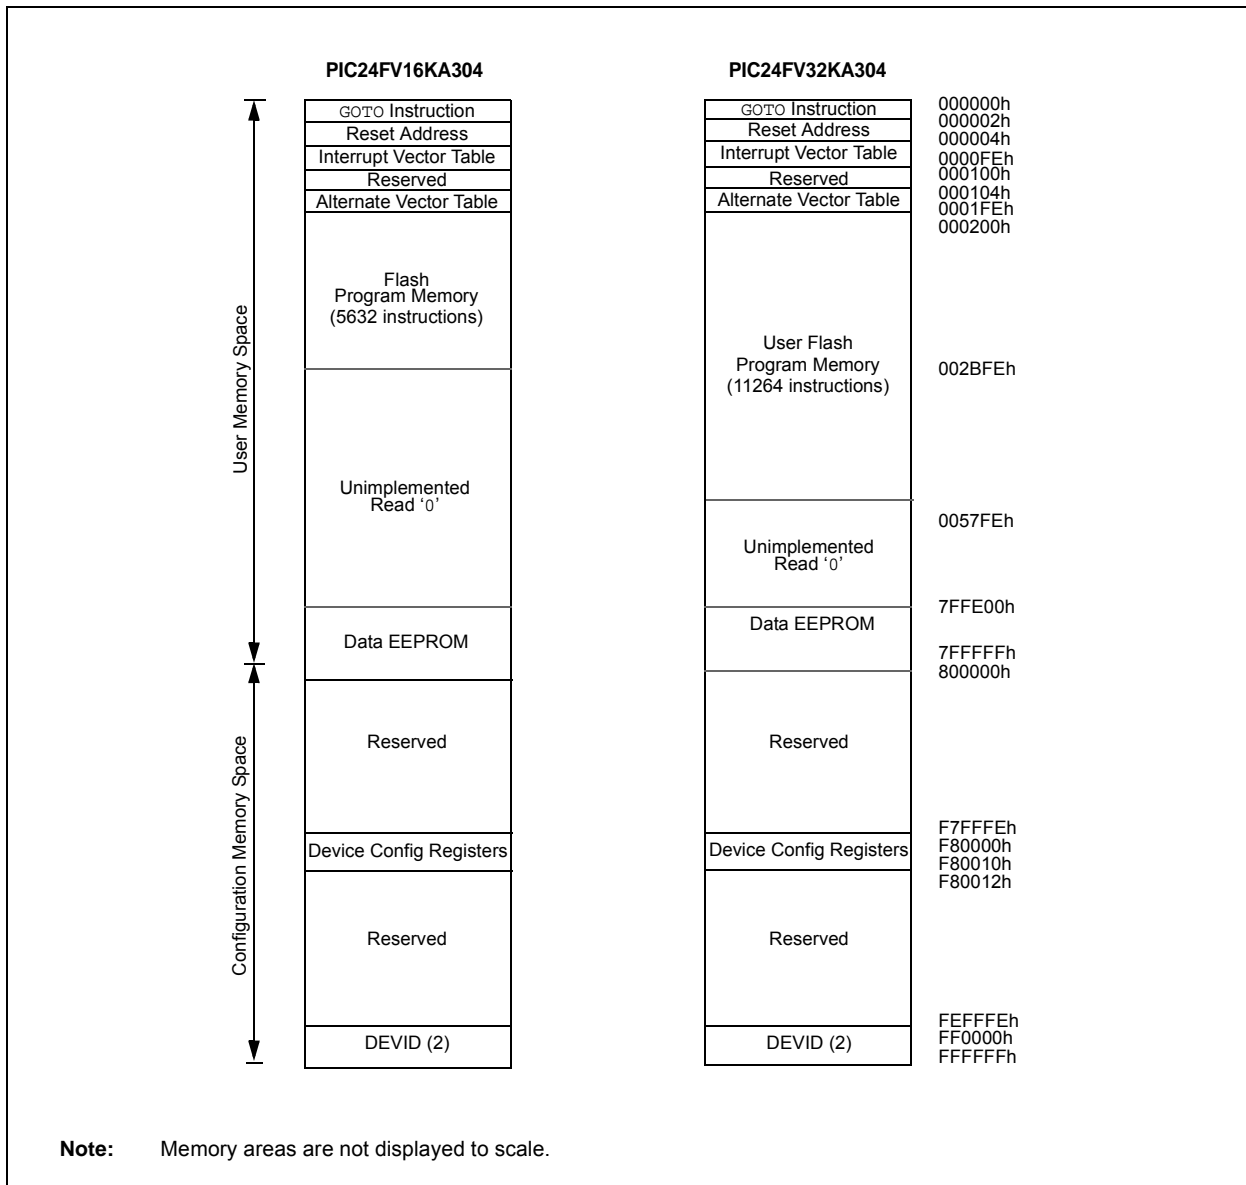 PIC24FV16KA304
PIC24FV32KA304
User Memory Space
Configuration Memory Space
GOTO Instruction
Reset Address
Interrupt Vector Table
Reserved
Alternate Vector Table
Flash
Program Memory
(5632 instructions)
Unimplemented
Read ‘0’
Data EEPROM
Reserved
Device Config Registers
Reserved
DEVID (2)
GOTO Instruction
Reset Address
Interrupt Vector Table
Reserved
Alternate Vector Table
User Flash
Program Memory
(11264 instructions)
Unimplemented
Read ‘0’
Data EEPROM
Reserved
Device Config Registers
Reserved
DEVID (2)
000000h
000002h
000004h
0000FEh
000100h
000104h
0001FEh
000200h
002BFEh
0057FEh
7FFE00h
7FFFFFh
800000h
F7FFFEh
F80000h
F80010h
F80012h
FEFFFEh
FF0000h
FFFFFFh
Note: Memory areas are not displayed to scale.